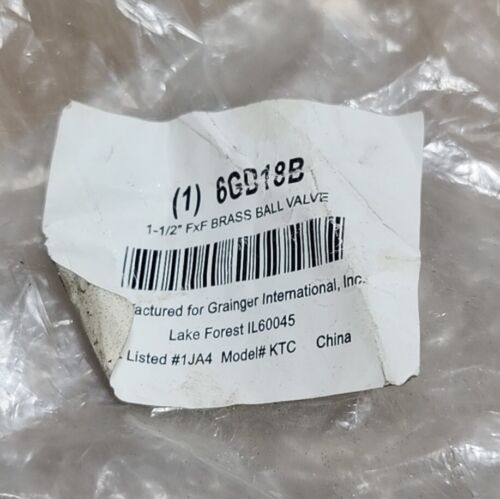 (1) 6GD18B
1-1/2" FxF BRASS BALL VALVE
factured for Grainger International, Inc.
Lake Forest IL60045
- Listed #1JA4 Model# KTC China